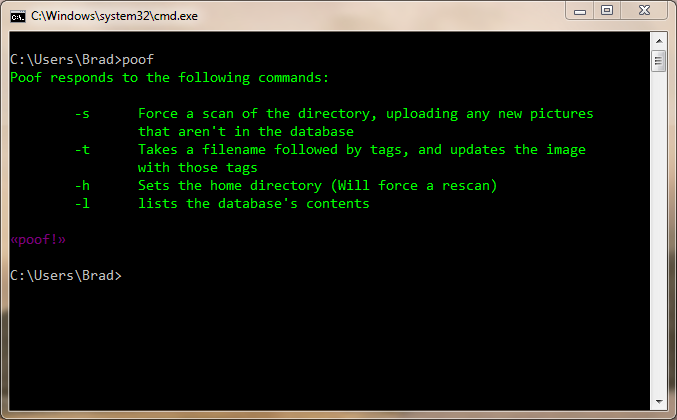 C:\Windows\system32\cmd.exe
C:\Users\Brad>poof
Poof responds to the following commands:
-s Force a scan of the directory, uploading any new pictures
that aren't in the database
-t Takes a filename followed by tags, and updates the image
with those tags
-h Sets the home directory (Will force a rescan)
-l lists the database's contents
«poof!»
C:\Users\Brad>